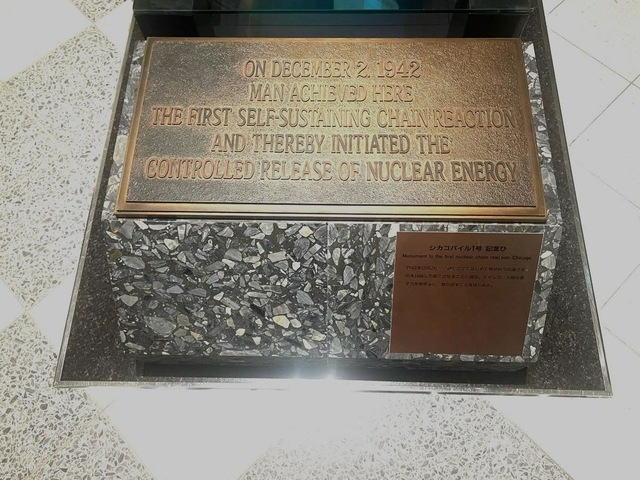 ON DECEMBER 2, 1942
MAN ACHIEVED HERE
THE FIRST SELF-SUSTAINING CHAIN REACTION
AND THEREBY INITIATED THE
CONTROLLED RELEASE OF NUCLEAR ENERGY
シカゴパイル1号 記念ひ
Monument to the first nuclear chain reaction Chicago